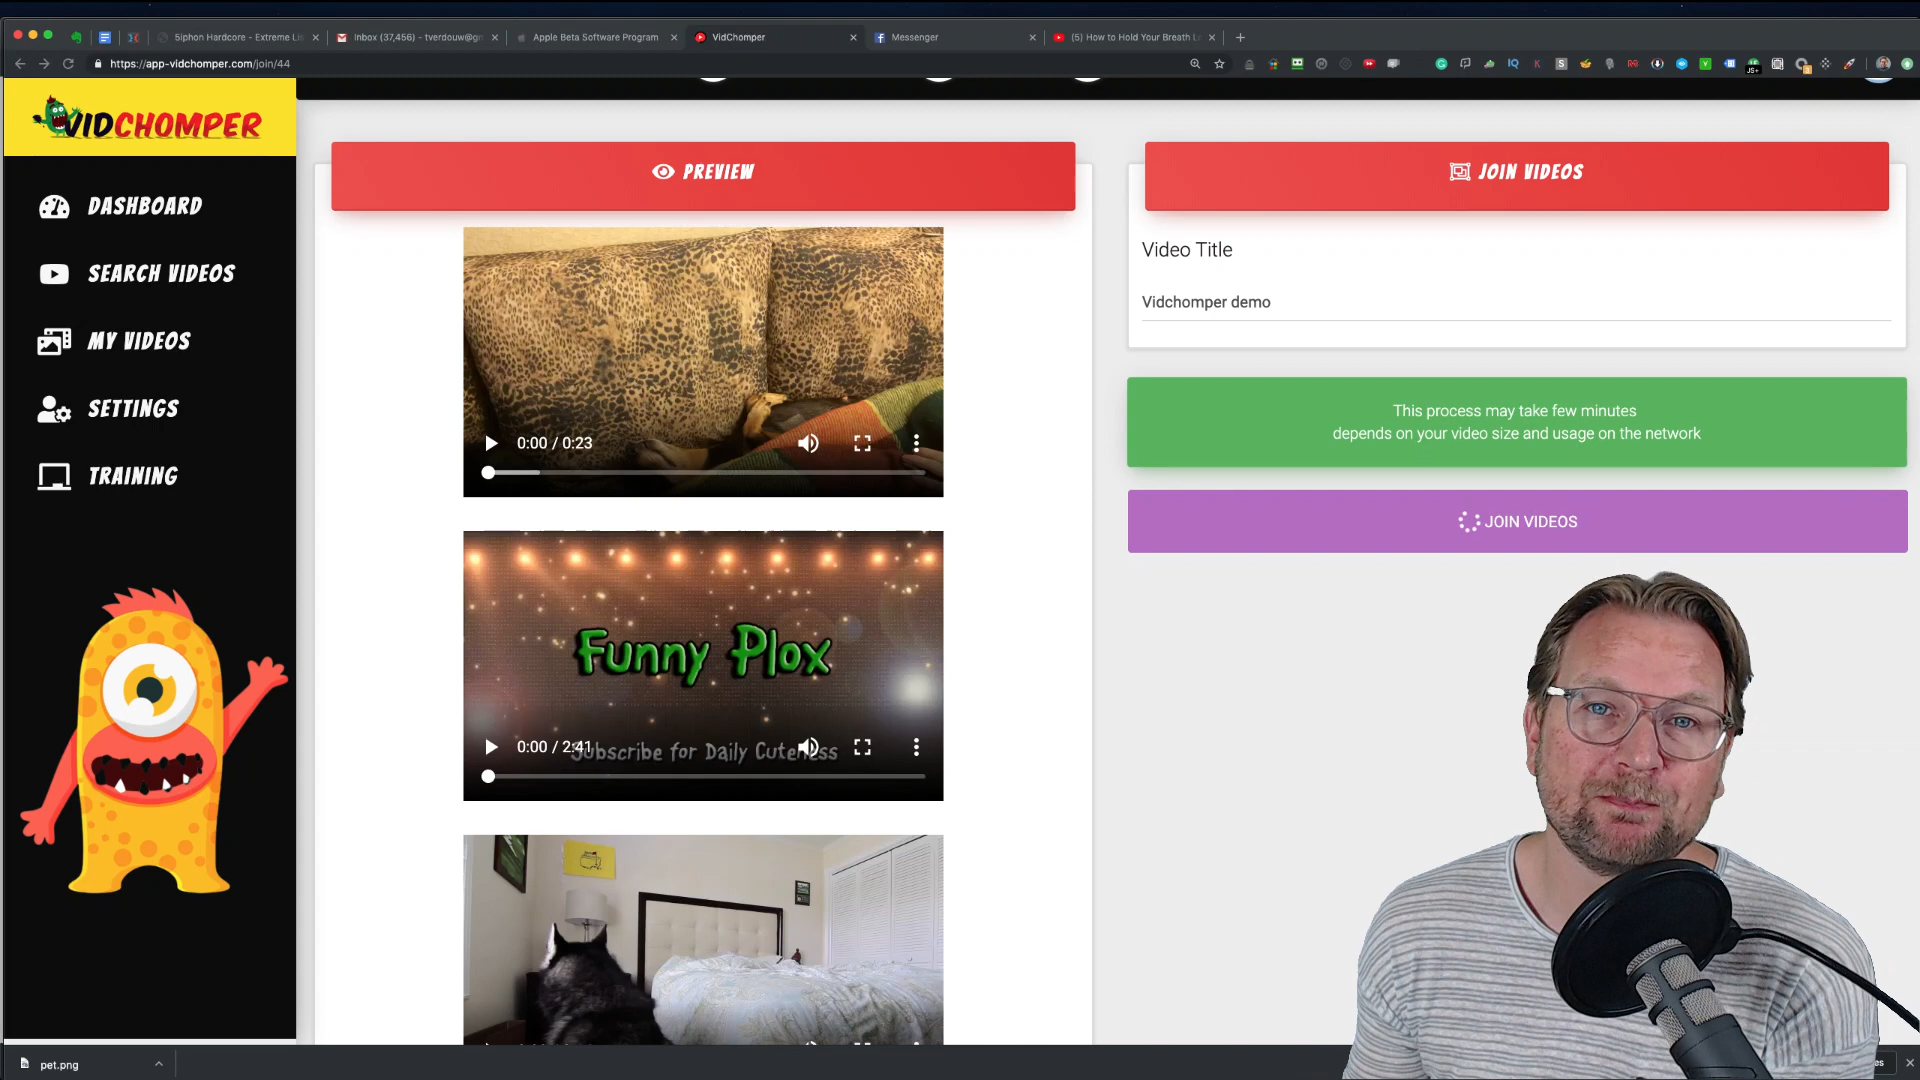 5iphon Hardcore - Extreme Li
Inbox (37,456) - tverdouw@g
Apple Beta Software Program
VidChomper
Messenger
(5) How to Hold Your Breath L
https://app-vidchomper.com/join/44
VIDCHOMPER
DASHBOARD
SEARCH VIDEOS
MY VIDEOS
SETTINGS
TRAINING
PREVIEW
0:00 / 0:23
Funny Plox
Subscribe for Daily Cuteness
0:00 / 2:41
JOIN VIDEOS
Video Title
Vidchomper demo
This process may take few minutes
depends on your video size and usage on the network
JOIN VIDEOS
pet.png